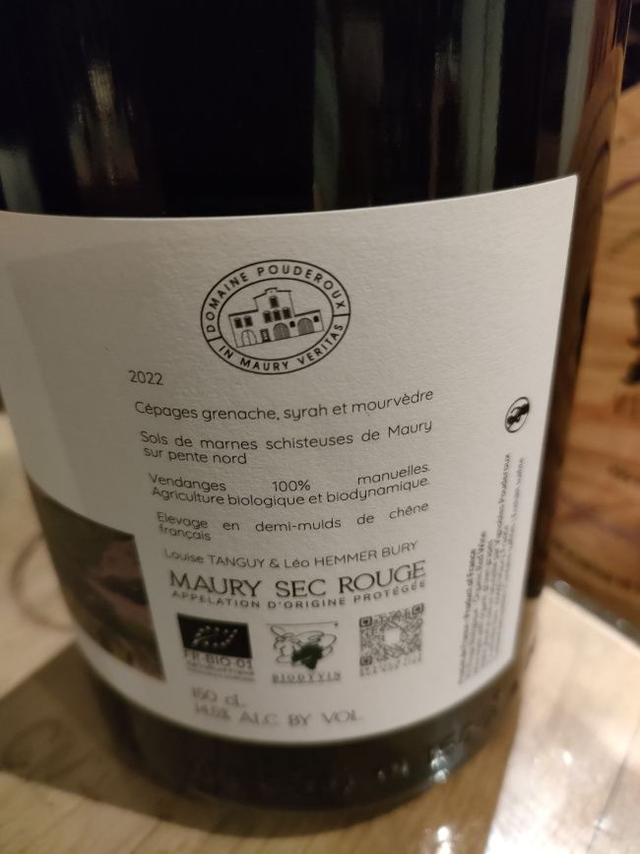 DOMAINE POUDEROUX
IN MAURY VERITAS
2022
Cépages grenache, syrah et mourvèdre
Sols de marnes schisteuses de Maury
sur pente nord
Vendanges 100% manuelles.
Agriculture biologique et biodynamique.
Elevage en demi-muids de chêne
français
Louise TANGUY & Léo HEMMER BURY
MAURY SEC ROUGE
APPELLATION D'ORIGINE PROTÉGÉE
FR-BIO-01
BIODYVIN
150 cL
14.5% ALC BY VOL